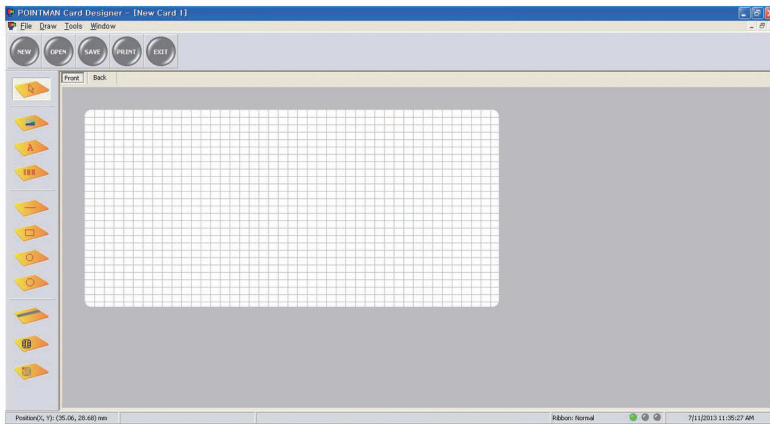 POINTMAN Card Designer - [New Card 1]
File Draw Tools Window
NEW OPEN SAVE PRINT EXIT
Front Back
A
Position(X, Y): (35.06, 28.68) mm Ribbon: Normal 7/11/2013 11:35:27 AM